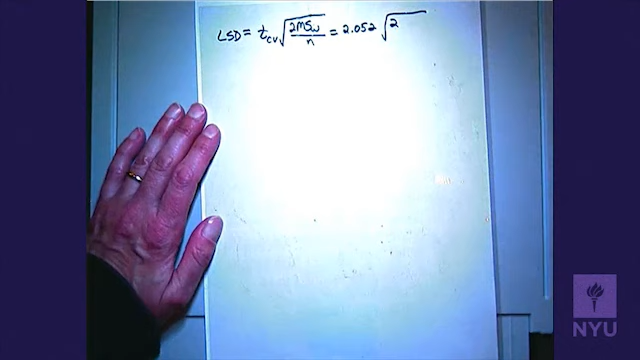 LSD = t_cv √(2MS_w / n) = 2.052 √2
NYU